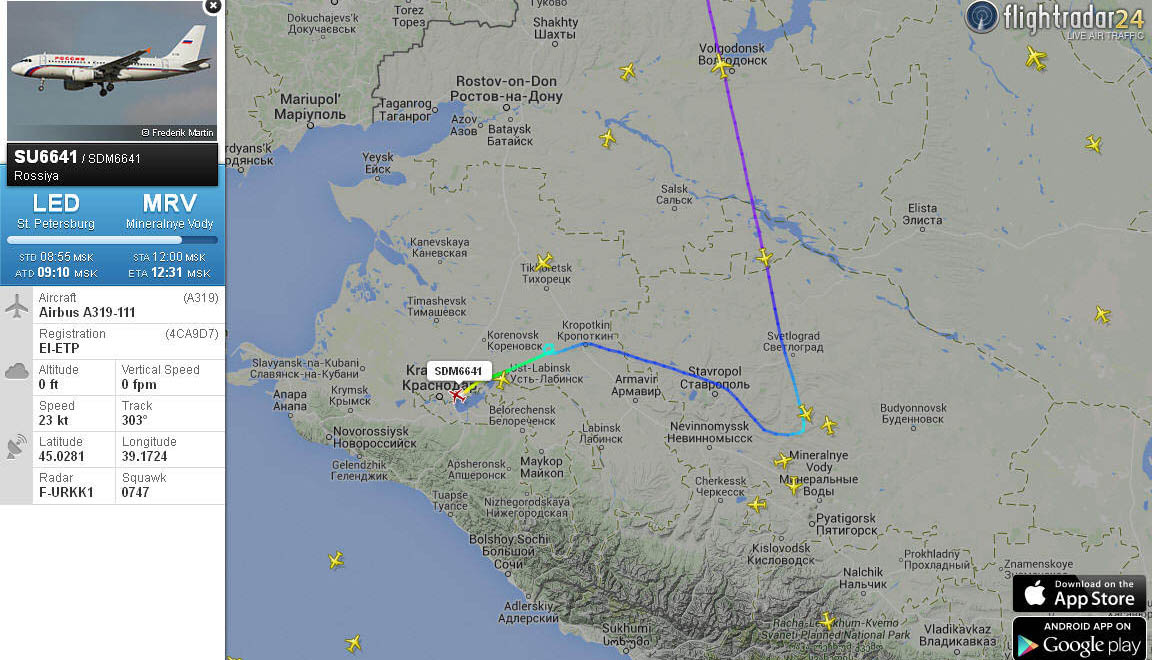 РОССИЯ
© Frederik Martin
SU6641 / SDM6641
Rossiya
LED
MRV
St. Petersburg
Mineralnye Vody
STD 08:55 MSK
STA 12:00 MSK
ATD 09:10 MSK
ETA 12:31 MSK
Aircraft (A319)
Airbus A319-111
Registration (4CA9D7)
EI-ETP
Altitude
0 ft
Vertical Speed
0 fpm
Speed
23 kt
Track
303°
Latitude
45.0281
Longitude
39.1724
Radar
F-URKK1
Squawk
0747
flightradar24
LIVE AIR TRAFFIC
Dokuchajevs'k
Докучаєвськ
Torez
Торез
Гуково
Shakhty
Шахты
Volgodonsk
Волгодонск
Rostov-on-Don
Ростов-на-Дону
Mariupol'
Маріуполь
Taganrog
Таганрог
Azov
Азов
Bataysk
Батайск
rdyans'k
рдянськ
Yeysk
Ейск
Salsk
Сальск
Elista
Элиста
Kanevskaya
Каневская
Tikhoretsk
Тихорецк
Timashevsk
Тимашевск
Korenovsk
Кореновск
Kropotkin
Кропоткин
Svetlograd
Светлоград
Slavyansk-na-Kubani
Славянск-на-Кубани
SDM6641
Kra
Краснода
Ust-Labinsk
Усть-Лабинск
Armavir
Армавир
Stavropol
Ставрополь
Krymsk
Крымск
Anapa
Анапа
Belorechensk
Белореченск
Labinsk
Лабинск
Nevinnomyssk
Невинномысск
Budyonnovsk
Буденновск
Novorossiysk
Новороссийск
Gelendzhik
Геленджик
Apsheronsk
Апшеронск
Maykop
Майкоп
Mineralnye
Vody
Минеральные
Воды
Cherkessk
Черкесск
Tuapse
Туапсе
Nizhegorodskaya
Нижегородская
Pyatigorsk
Пятигорск
Bolshoy Sochi
Большой
Сочи
Kislovodsk
Кисловодск
Prokhladny
Прохладный
Znamenskoye
Знаменское
Nalchik
Нальчик
Adlerskiy
Адлерский
Sukhumi
Racha-Lechkhum-Kvemo
Svaneti Planned National Park
Vladikavkaz
Владикавказ
Download on the
App Store
ANDROID APP ON
Google play